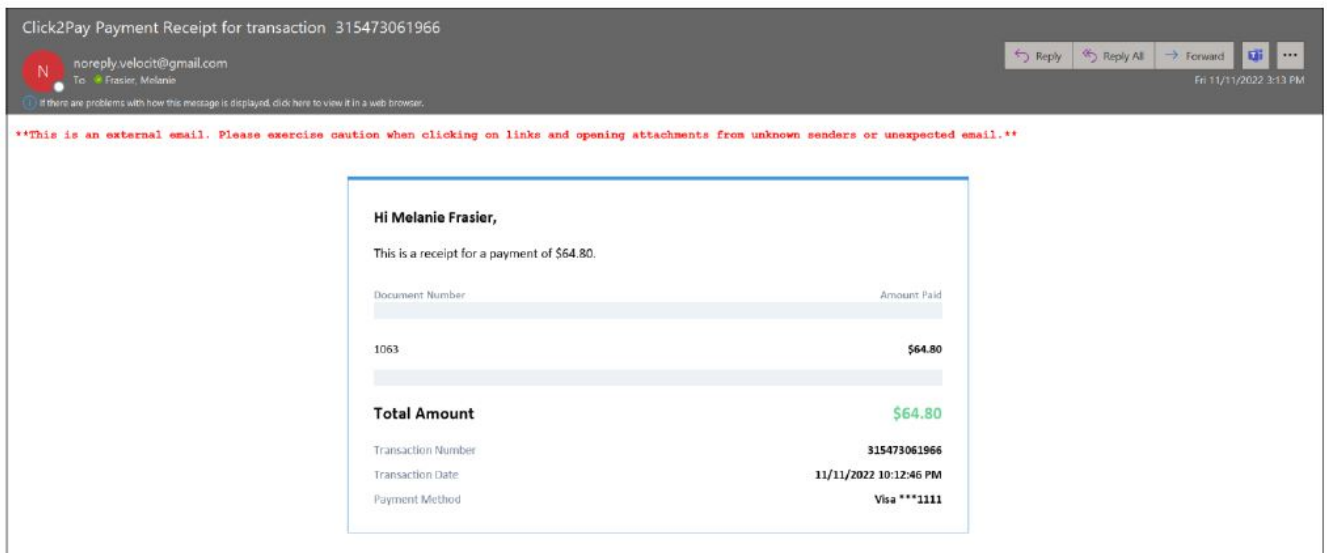 Click2Pay Payment Receipt for transaction 315473061966
N
noreply.velocit@gmail.com
To Frasier, Melanie
Reply Reply All Forward
Fri 11/11/2022 3:13 PM
If there are problems with how this message is displayed, click here to view it in a web browser.
**This is an external email. Please exercise caution when clicking on links and opening attachments from unknown senders or unexpected email.**
Hi Melanie Frasier,
This is a receipt for a payment of $64.80.
Document Number Amount Paid
1063 $64.80
Total Amount $64.80
Transaction Number 315473061966
Transaction Date 11/11/2022 10:12:46 PM
Payment Method Visa ***1111